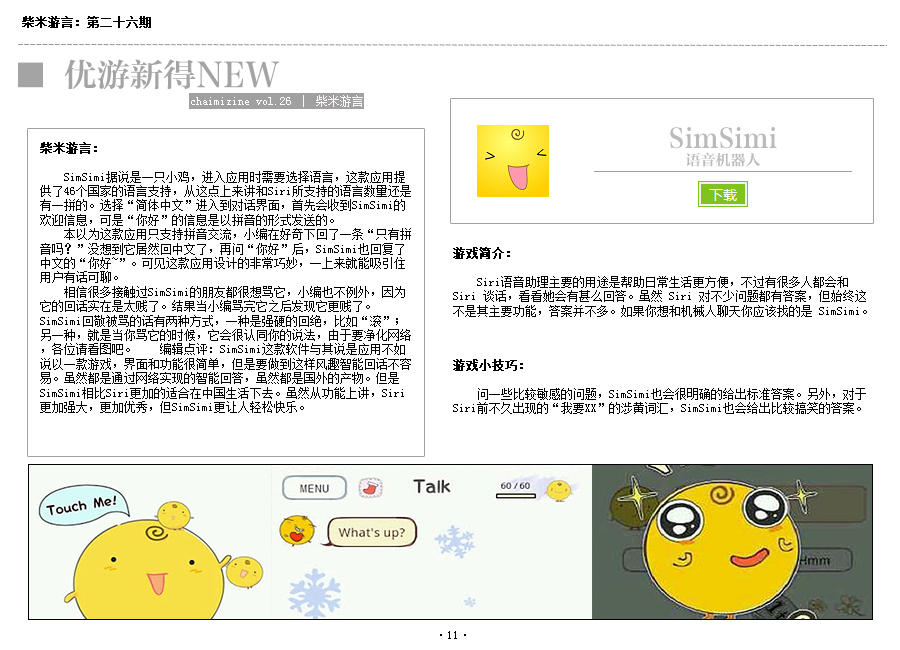 柴米游言：第二十六期
优游新得NEW
chaimizine vol.26 | 柴米游言
柴米游言：
SimSimi据说是一只小鸡，进入应用时需要选择语言，这款应用提
供了46个国家的语言支持，从这点上来讲和Siri所支持的语言数量还是
有一拼的。选择“简体中文”进入到对话界面，首先会收到SimSimi的
欢迎信息，可是“你好”的信息是以拼音的形式发送的。
本以为这款应用只支持拼音交流，小编在好奇下回了一条“只有拼
音吗？”没想到它居然回中文了，再问“你好”后，SimSimi也回复了
中文的“你好~”。可见这款应用设计的非常巧妙，一上来就能吸引住
用户有话可聊。
相信很多接触过SimSimi的朋友都很想骂它，小编也不例外，因为
它的回话实在是太贱了。结果当小编骂完它之后发现它更贱了。
SimSimi回敬被骂的话有两种方式，一种是强硬的回绝，比如“滚”；
另一种，就是当你骂它的时候，它会很认同你的说法，由于要净化网络
，各位请看图吧。 编辑点评：SimSimi这款软件与其说是应用不如
说以一款游戏，界面和功能很简单，但是要做到这样风趣智能回话不容
易。虽然都是通过网络实现的智能回答，虽然都是国外的产物。但是
SimSimi相比Siri更加的适合在中国生活下去。虽然从功能上讲，Siri
更加强大，更加优秀，但SimSimi更让人轻松快乐。
SimSimi
语音机器人
下载
游戏简介：
Siri语音助理主要的用途是帮助日常生活更方便，不过有很多人都会和
Siri 谈话，看看她会有甚么回答。虽然 Siri 对不少问题都有答案，但始终这
不是其主要功能，答案并不多。如果你想和机械人聊天你应该找的是 SimSimi。
游戏小技巧：
问一些比较敏感的问题，SimSimi也会很明确的给出标准答案。另外，对于
Siri前不久出现的“我要XX”的涉黄词汇，SimSimi也会给出比较搞笑的答案。
Touch Me!
MENU
Talk
60/60
What's up?
Hmm
·11·